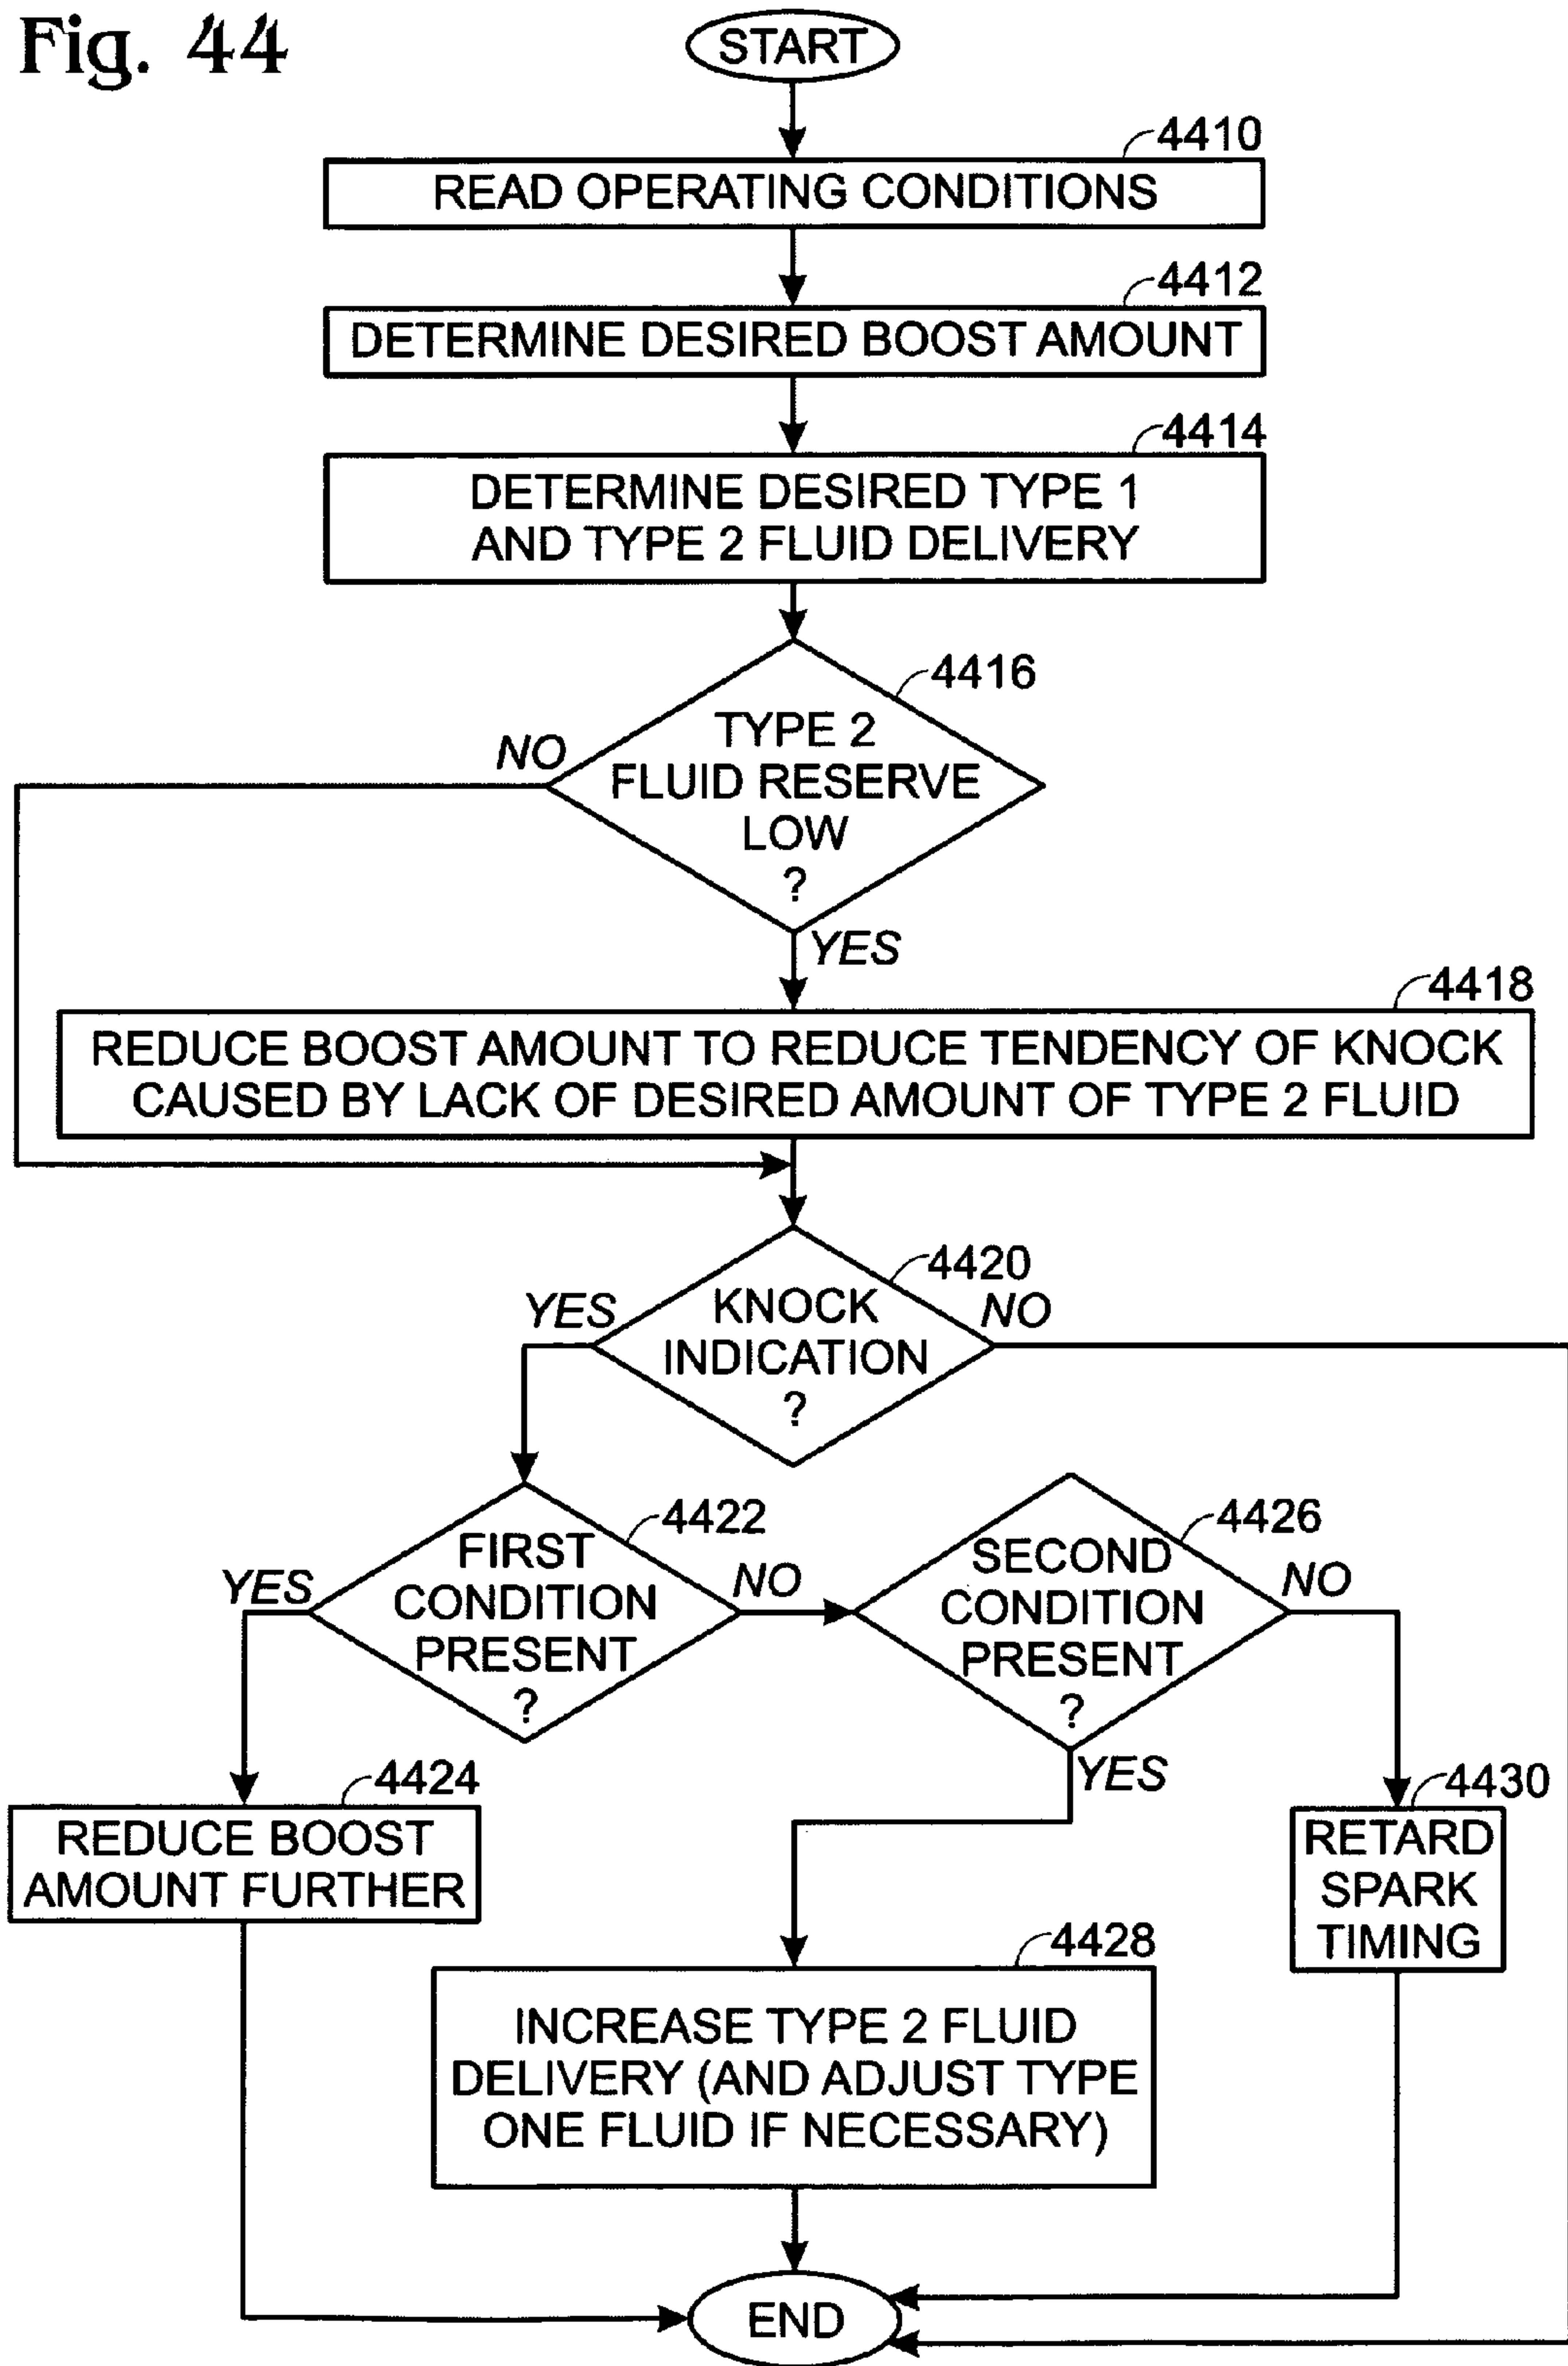 Fig. 44
START
4410
READ OPERATING CONDITIONS
4412
DETERMINE DESIRED BOOST AMOUNT
4414
DETERMINE DESIRED TYPE 1
AND TYPE 2 FLUID DELIVERY
4416
TYPE 2
FLUID RESERVE
LOW
?
NO
YES
4418
REDUCE BOOST AMOUNT TO REDUCE TENDENCY OF KNOCK
CAUSED BY LACK OF DESIRED AMOUNT OF TYPE 2 FLUID
4420
KNOCK
INDICATION
?
YES
NO
4422
FIRST
CONDITION
PRESENT
?
YES
NO
4426
SECOND
CONDITION
PRESENT
?
NO
YES
4424
REDUCE BOOST
AMOUNT FURTHER
4430
RETARD
SPARK
TIMING
4428
INCREASE TYPE 2 FLUID
DELIVERY (AND ADJUST TYPE
ONE FLUID IF NECESSARY)
END